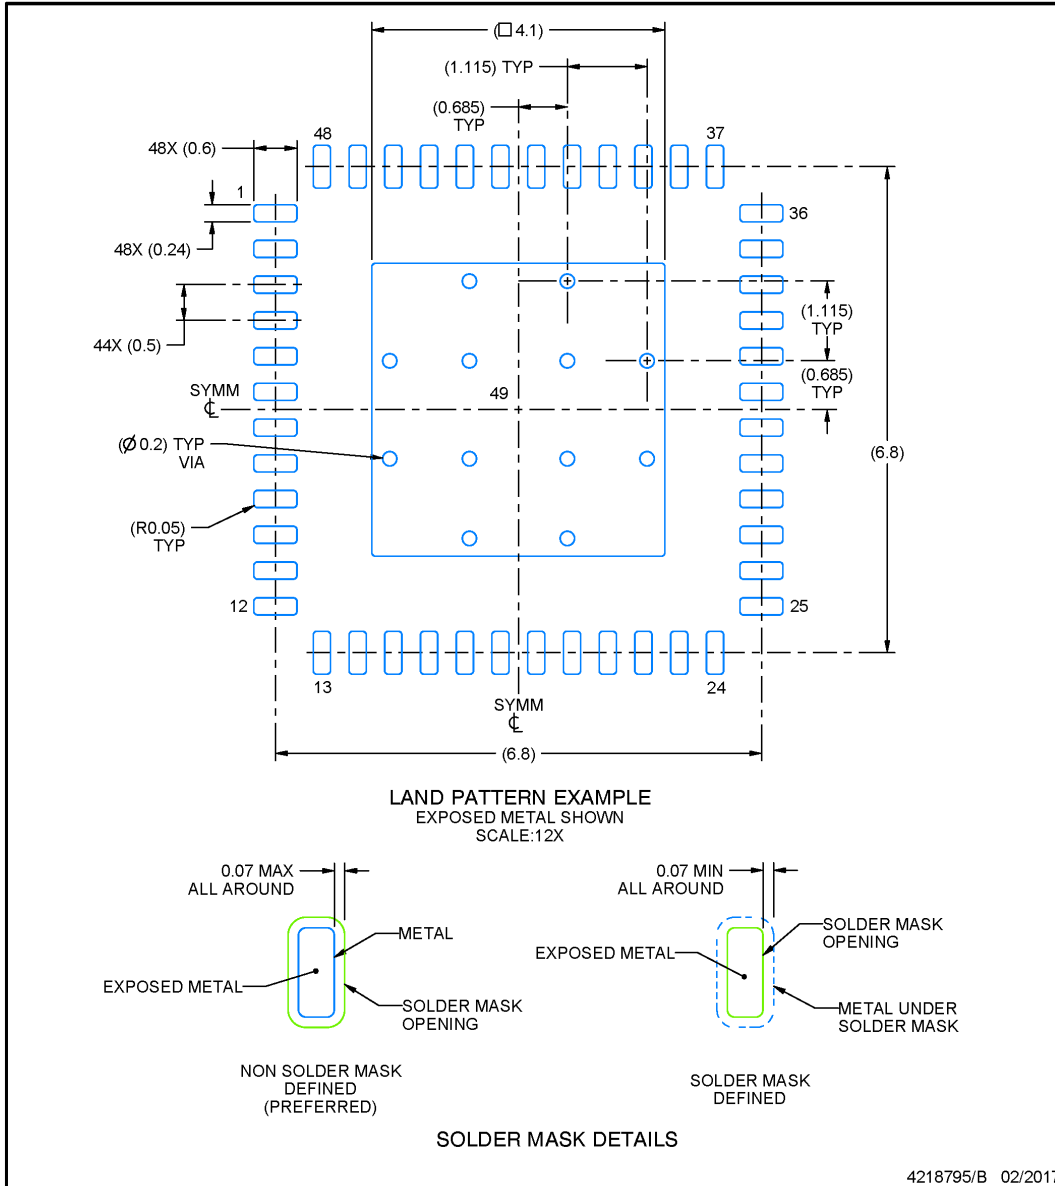 (□ 4.1)
(1.115) TYP
(0.685)
TYP
48
37
48X (0.6)
1
36
48X (0.24)
(1.115)
TYP
44X (0.5)
(0.685)
TYP
SYMM
℄
49
(Ø 0.2) TYP
VIA
(6.8)
(R0.05)
TYP
12
25
13
24
SYMM
℄
(6.8)
LAND PATTERN EXAMPLE
EXPOSED METAL SHOWN
SCALE:12X
0.07 MAX
ALL AROUND
METAL
EXPOSED METAL
SOLDER MASK
OPENING
NON SOLDER MASK
DEFINED
(PREFERRED)
0.07 MIN
ALL AROUND
SOLDER MASK
OPENING
EXPOSED METAL
METAL UNDER
SOLDER MASK
SOLDER MASK
DEFINED
SOLDER MASK DETAILS
4218795/B 02/2017